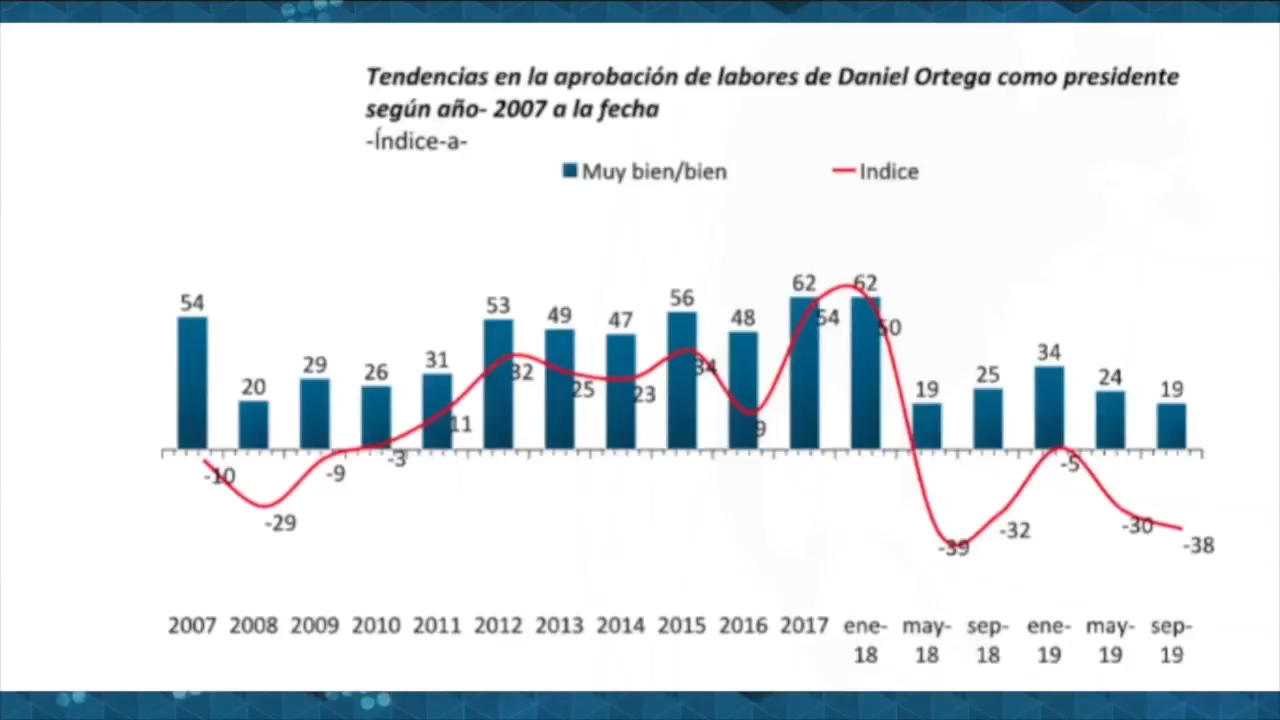 Tendencias en la aprobación de labores de Daniel Ortega como presidente
según año- 2007 a la fecha
-Índice-a-
Muy bien/bien Indice
54 20 29 26 31 53 49 47 56 48 62 62 19 25 34 24 19
-10 -29 -9 -3 11 32 25 23 34 9 54 50 -39 -32 -5 -30 -38
2007 2008 2009 2010 2011 2012 2013 2014 2015 2016 2017 ene- may- sep- ene- may- sep-
18 18 18 19 19 19